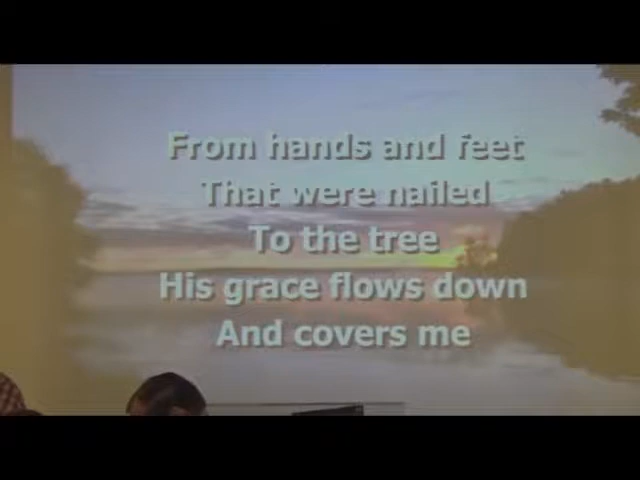 From hands and feet
That were nailed
To the tree
His grace flows down
And covers me